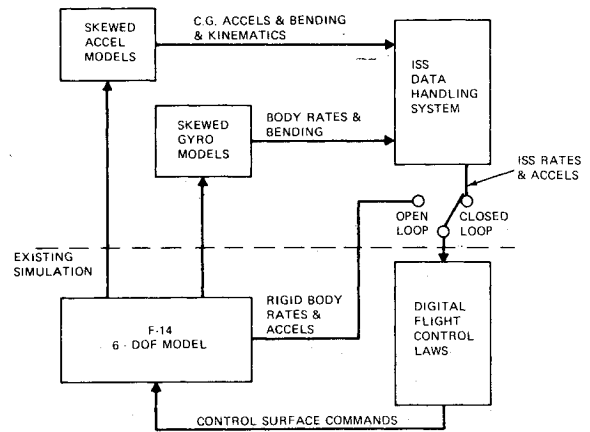 SKEWED
ACCEL
MODELS
C.G. ACCELS & BENDING
& KINEMATICS
ISS
DATA
HANDLING
SYSTEM
SKEWED
GYRO
MODELS
BODY RATES &
BENDING
ISS RATES
& ACCELS
OPEN
LOOP
CLOSED
LOOP
EXISTING
SIMULATION
RIGID BODY
RATES &
ACCELS
F-14
6 - DOF MODEL
DIGITAL
FLIGHT
CONTROL
LAWS
CONTROL SURFACE COMMANDS